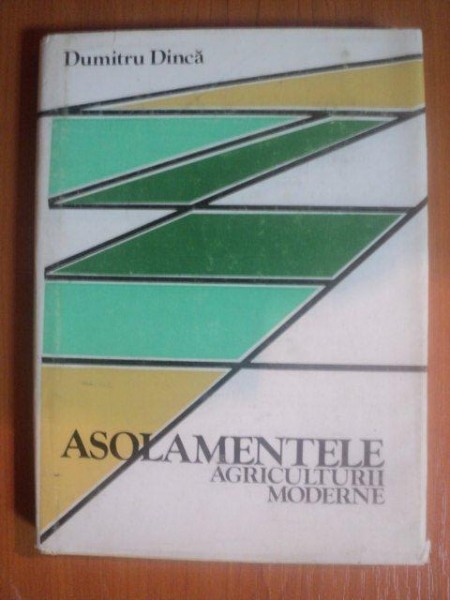 Dumitru Dincă
ASOLAMENTELE
AGRICULTURII
MODERNE